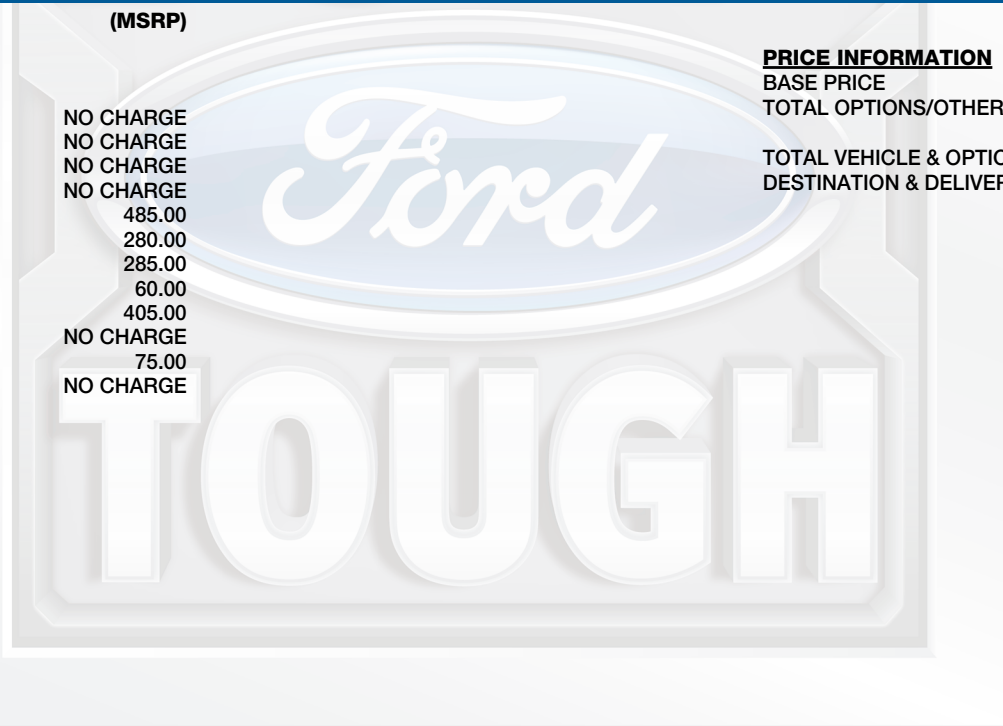 (MSRP)
NO CHARGE
NO CHARGE
NO CHARGE
NO CHARGE
485.00
280.00
285.00
60.00
405.00
NO CHARGE
75.00
NO CHARGE
PRICE INFORMATION
BASE PRICE
TOTAL OPTIONS/OTHER
TOTAL VEHICLE & OPTIO
DESTINATION & DELIVER
Ford
TOUGH